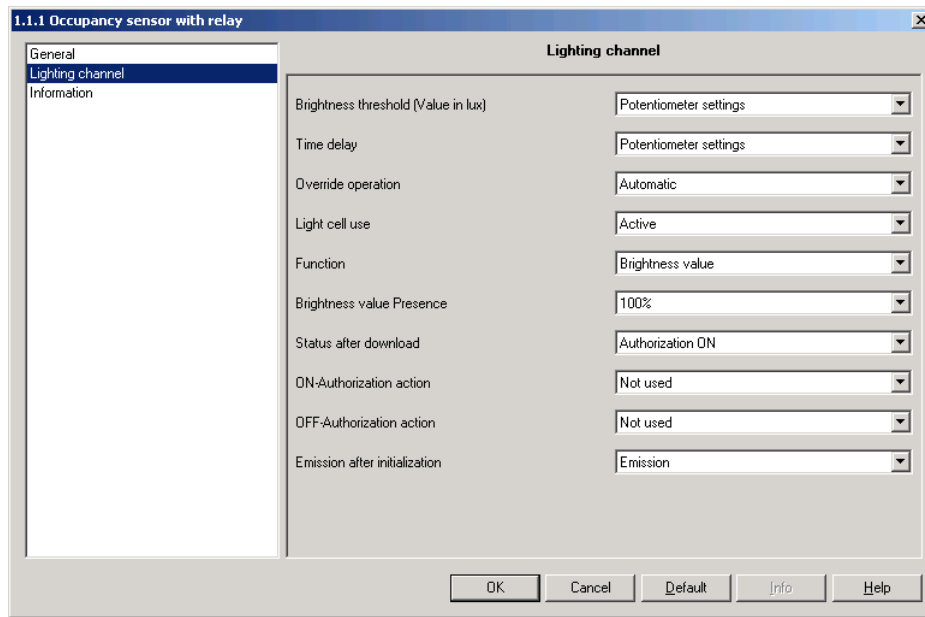 1.1.1 Occupancy sensor with relay
General
Lighting channel
Information
Lighting channel
Brightness threshold (Value in lux) Potentiometer settings
Time delay Potentiometer settings
Override operation Automatic
Light cell use Active
Function Brightness value
Brightness value Presence 100%
Status after download Authorization ON
ON-Authorization action Not used
OFF-Authorization action Not used
Emission after initialization Emission
OK Cancel Default Info Help